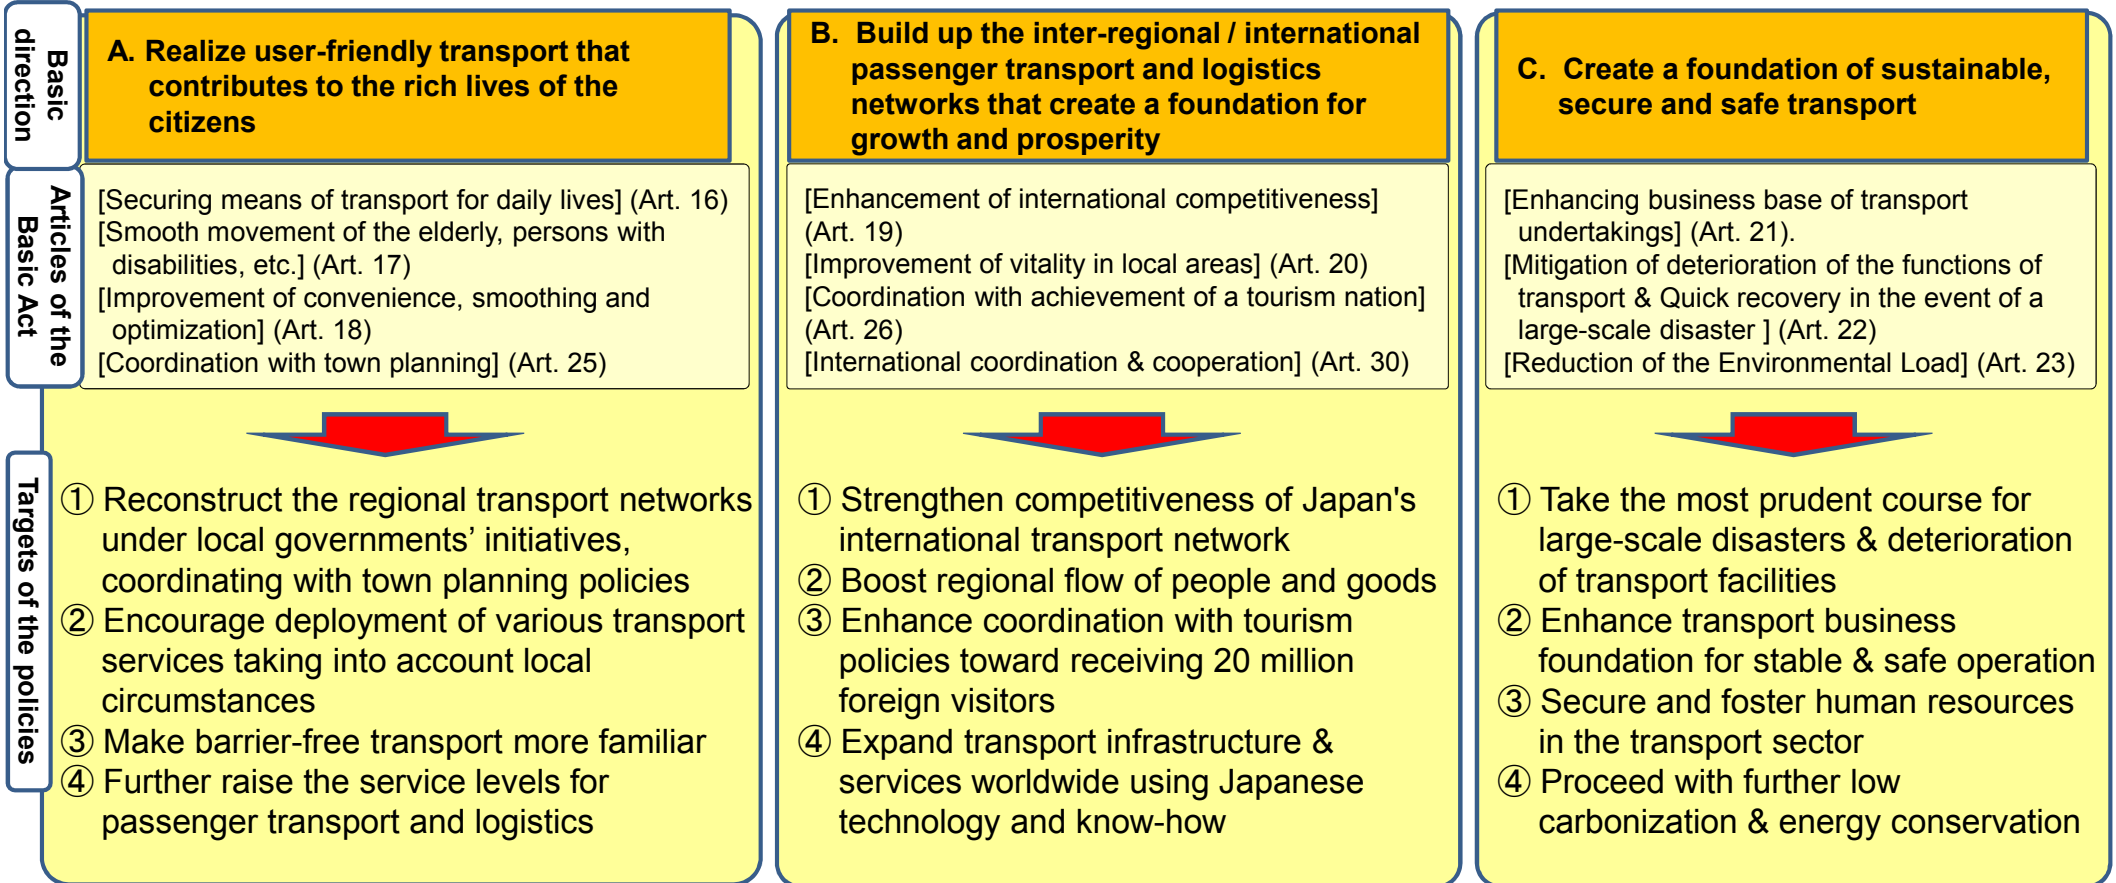 Basic
direction
A. Realize user-friendly transport that
contributes to the rich lives of the
citizens
B. Build up the inter-regional / international
passenger transport and logistics
networks that create a foundation for
growth and prosperity
C. Create a foundation of sustainable,
secure and safe transport
Articles of the
Basic Act
[Securing means of transport for daily lives] (Art. 16)
[Smooth movement of the elderly, persons with
disabilities, etc.] (Art. 17)
[Improvement of convenience, smoothing and
optimization] (Art. 18)
[Coordination with town planning] (Art. 25)
[Enhancement of international competitiveness]
(Art. 19)
[Improvement of vitality in local areas] (Art. 20)
[Coordination with achievement of a tourism nation]
(Art. 26)
[International coordination & cooperation] (Art. 30)
[Enhancing business base of transport
undertakings] (Art. 21).
[Mitigation of deterioration of the functions of
transport & Quick recovery in the event of a
large-scale disaster ] (Art. 22)
[Reduction of the Environmental Load] (Art. 23)
Targets of the policies
① Reconstruct the regional transport networks
under local governments’ initiatives,
coordinating with town planning policies
② Encourage deployment of various transport
services taking into account local
circumstances
③ Make barrier-free transport more familiar
④ Further raise the service levels for
passenger transport and logistics
① Strengthen competitiveness of Japan's
international transport network
② Boost regional flow of people and goods
③ Enhance coordination with tourism
policies toward receiving 20 million
foreign visitors
④ Expand transport infrastructure &
services worldwide using Japanese
technology and know-how
① Take the most prudent course for
large-scale disasters & deterioration
of transport facilities
② Enhance transport business
foundation for stable & safe operation
③ Secure and foster human resources
in the transport sector
④ Proceed with further low
carbonization & energy conservation